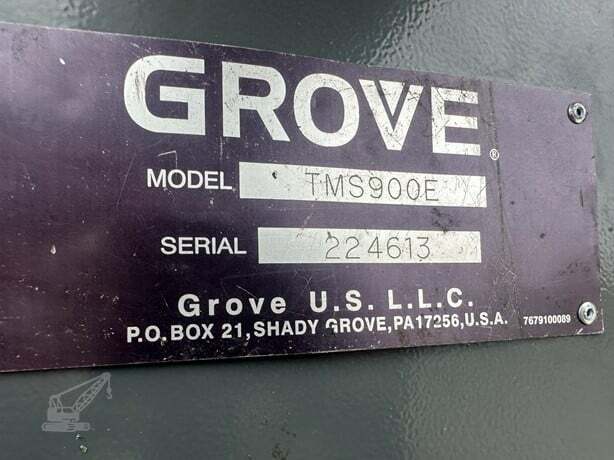 GROVE®
MODEL TMS900E
SERIAL 224613
Grove U.S. L.L.C.
P.O. BOX 21, SHADY GROVE, PA 17256, U.S.A. 7679100089